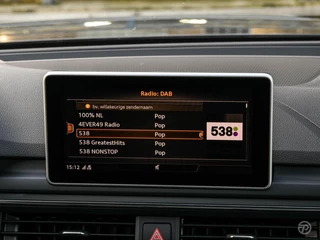 Radio: DAB
bv. willekeurige zendernaam
100% NL Pop
4EVER49 Radio Pop
538 Pop
538
538 GreatestHits Pop
538 NONSTOP Pop
15:12